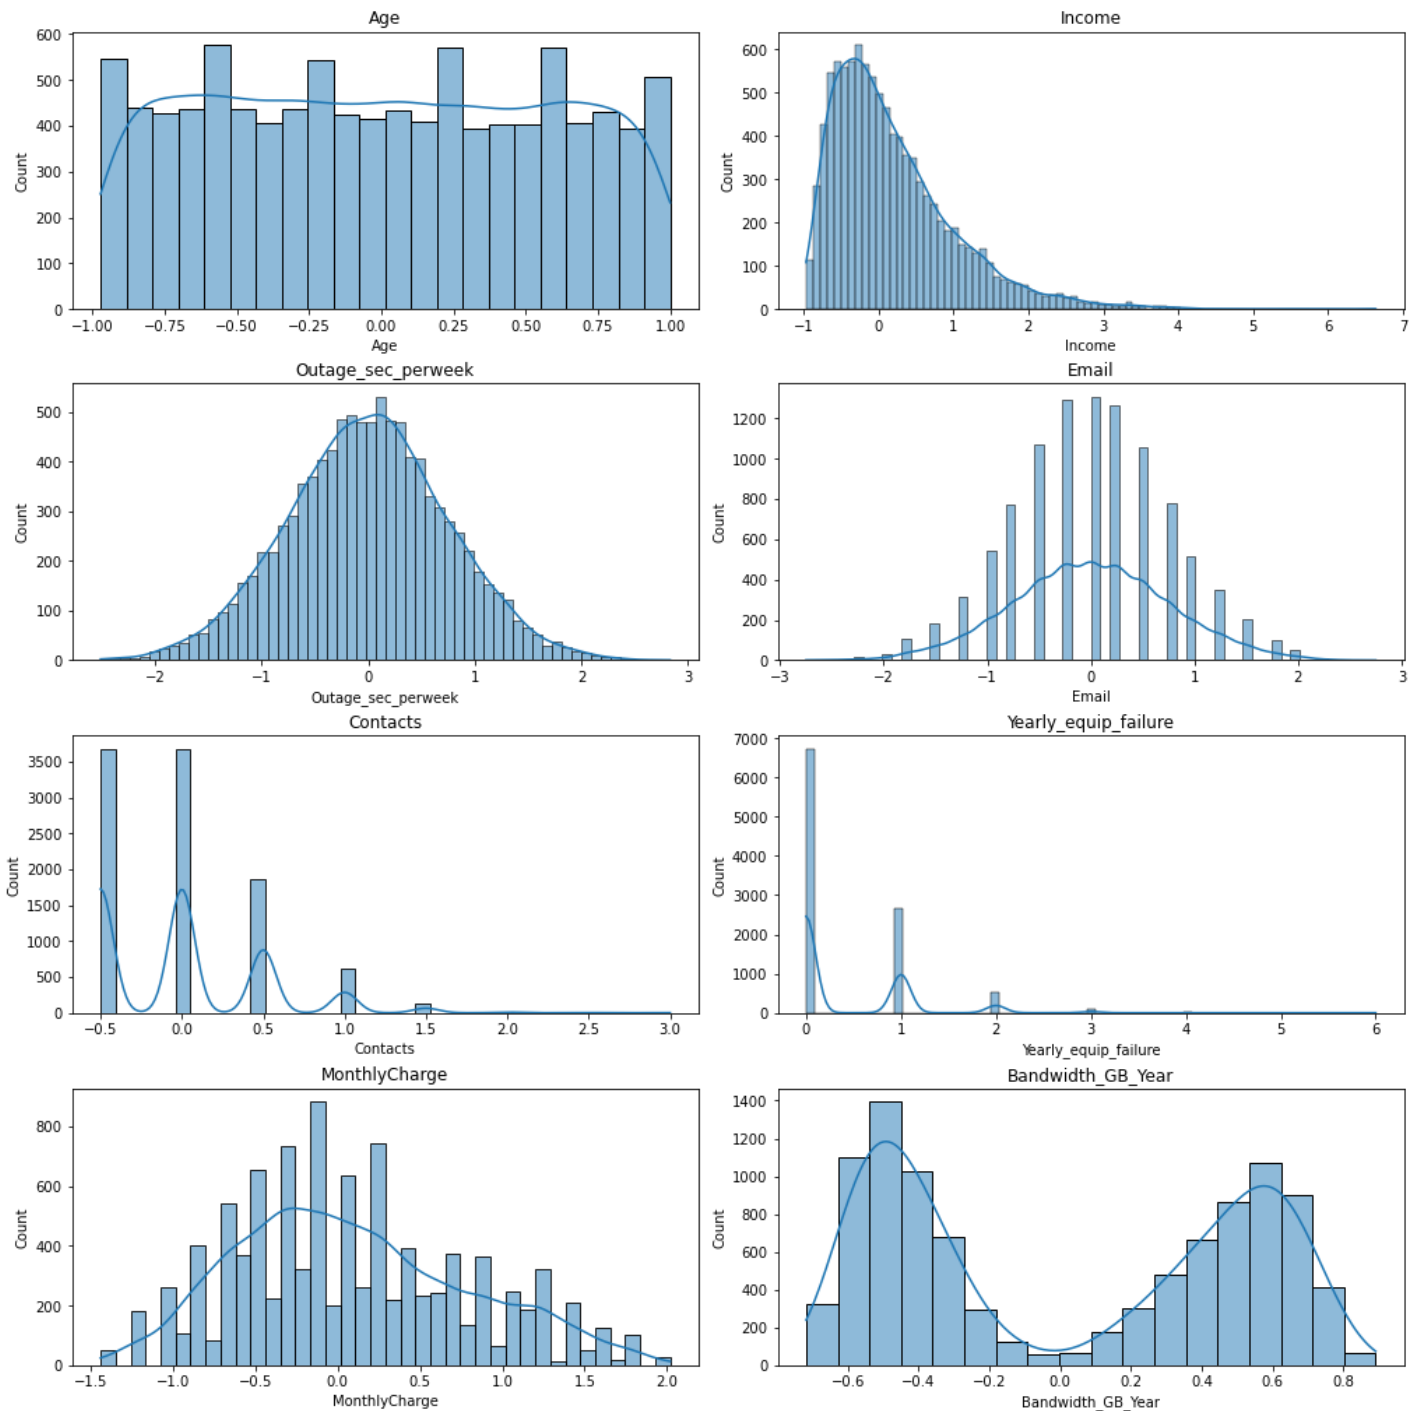 Age
600
500
400
300
200
100
0
Count
−1.00 −0.75 −0.50 −0.25 0.00 0.25 0.50 0.75 1.00
Age
Income
600
500
400
300
200
100
0
Count
−1 0 1 2 3 4 5 6 7
Income
Outage_sec_perweek
500
400
300
200
100
0
Count
−2 −1 0 1 2 3
Outage_sec_perweek
Email
1200
1000
800
600
400
200
0
Count
−3 −2 −1 0 1 2 3
Email
Contacts
3500
3000
2500
2000
1500
1000
500
0
Count
−0.5 0.0 0.5 1.0 1.5 2.0 2.5 3.0
Contacts
Yearly_equip_failure
7000
6000
5000
4000
3000
2000
1000
0
Count
0 1 2 3 4 5 6
Yearly_equip_failure
MonthlyCharge
800
600
400
200
0
Count
−1.5 −1.0 −0.5 0.0 0.5 1.0 1.5 2.0
MonthlyCharge
Bandwidth_GB_Year
1400
1200
1000
800
600
400
200
0
Count
−0.6 −0.4 −0.2 0.0 0.2 0.4 0.6 0.8
Bandwidth_GB_Year